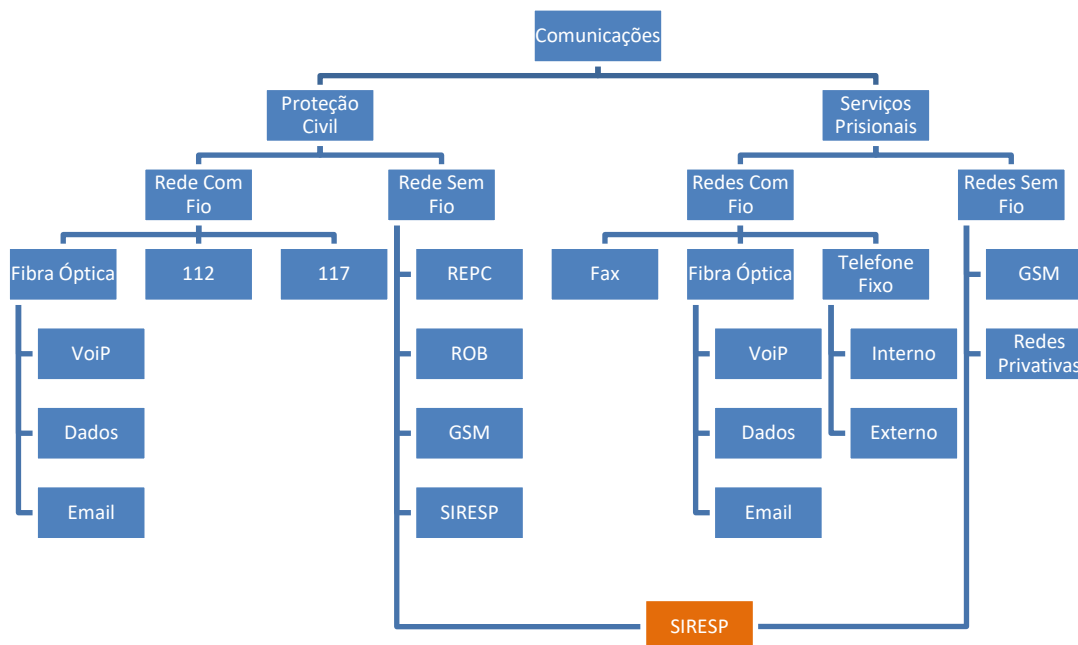 Comunicações
Proteção
Civil
Serviços
Prisionais
Rede Com
Fio
Rede Sem
Fio
Redes Com
Fio
Redes Sem
Fio
Fibra Óptica
112
117
REPC
Fax
Fibra Óptica
Telefone
Fixo
GSM
VoiP
ROB
VoiP
Interno
Redes
Privativas
Dados
GSM
Dados
Externo
Email
SIRESP
Email
SIRESP